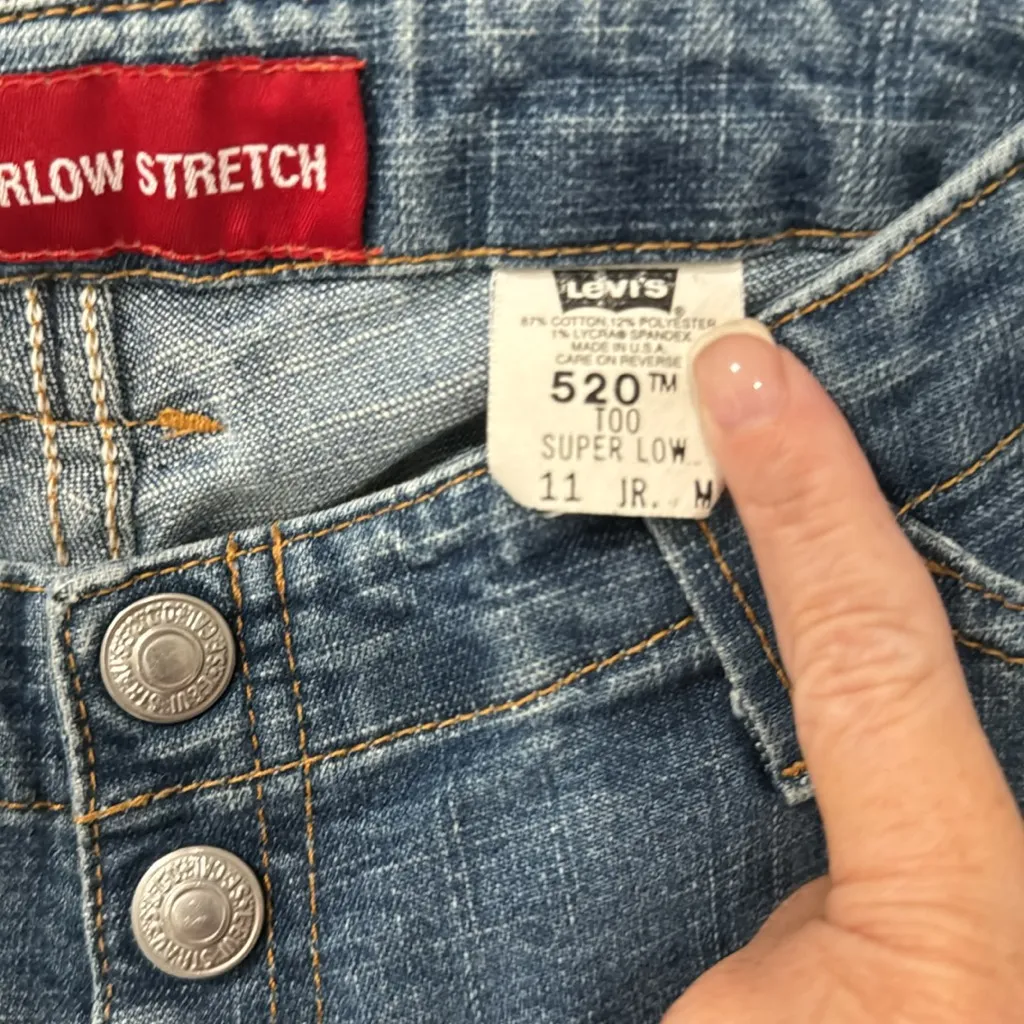 RLOW STRETCH
LEVI'S®
87% COTTON,12% POLYESTER
1% LYCRA® SPANDEX
MADE IN U.S.A.
CARE ON REVERSE
520™
TOO
SUPER LOW
11 JR. M